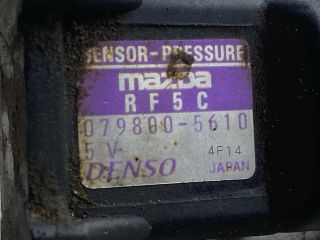 SENSOR-PRESSURE
mazda
RF5C
079800-5610
5V 4F14
DENSO JAPAN